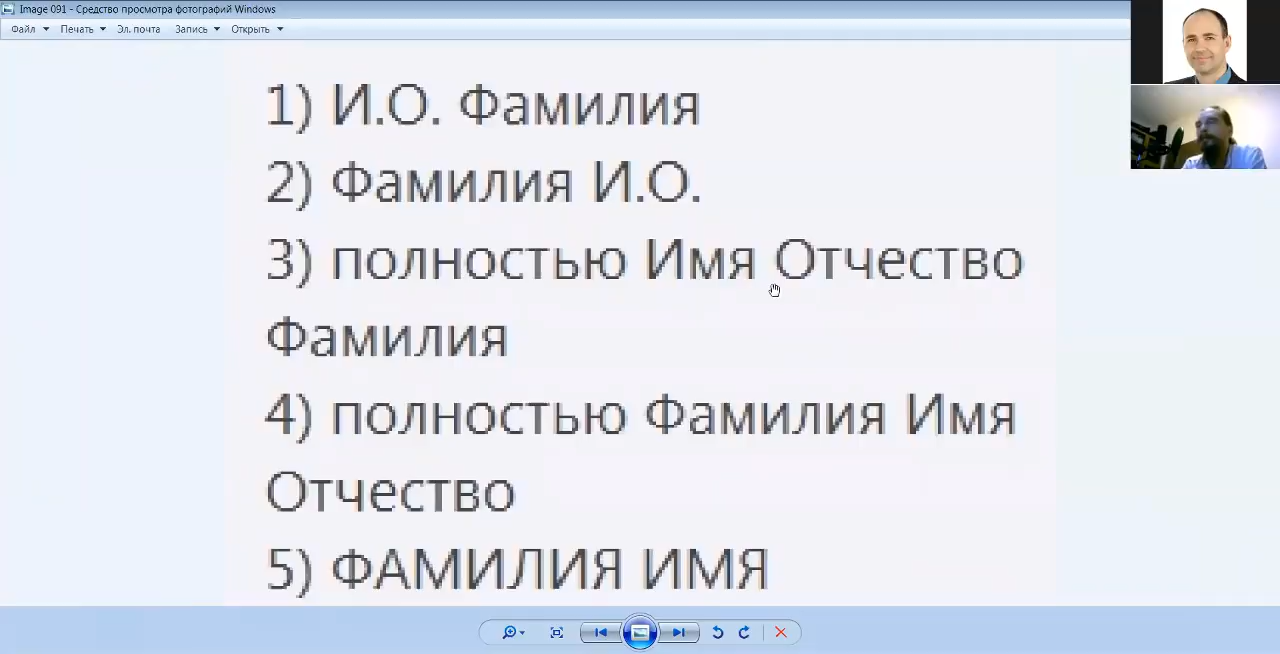 Image 091 - Средство просмотра фотографий Windows
Файл Печать Эл. почта Запись Открыть
1) И.О. Фамилия
2) Фамилия И.О.
3) полностью Имя Отчество
Фамилия
4) полностью Фамилия Имя
Отчество
5) ФАМИЛИЯ ИМЯ